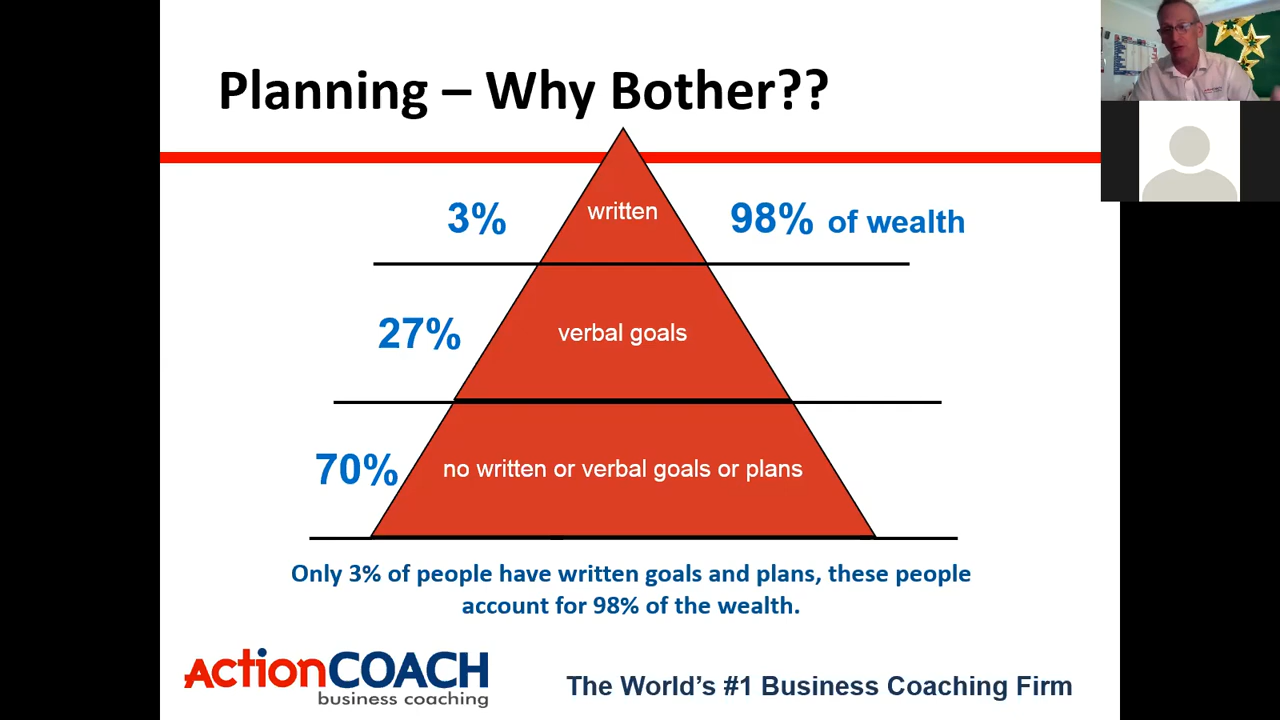 Planning – Why Bother??
3%
written
98% of wealth
27%
verbal goals
70%
no written or verbal goals or plans
Only 3% of people have written goals and plans, these people
account for 98% of the wealth.
ActionCOACH
business coaching
The World's #1 Business Coaching Firm